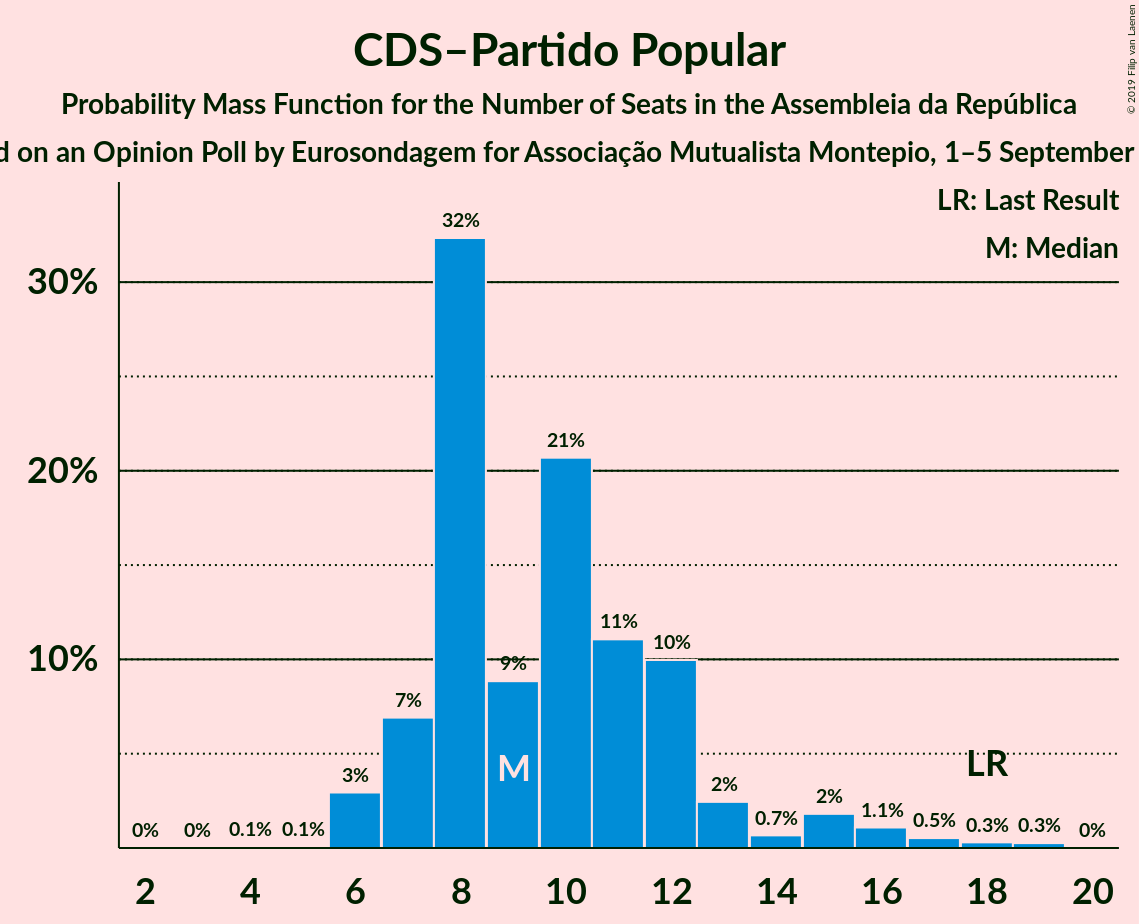 CDS–Partido Popular
Probability Mass Function for the Number of Seats in the Assembleia da República
on an Opinion Poll by Eurosondagem for Associação Mutualista Montepio, 1–5 September
© 2019 Filip van Laenen
LR: Last Result
M: Median
30%
20%
10%
0% 0% 0.1% 0.1% 3% 7% 32% 9% 21% 11% 10% 2% 0.7% 2% 1.1% 0.5% 0.3% 0.3% 0%
M
LR
2 4 6 8 10 12 14 16 18 20